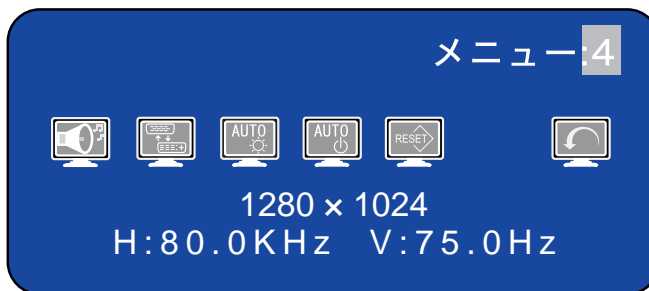 メニュー:4
AUTO AUTO RESET
1280 × 1024
H:80.0KHz V:75.0Hz